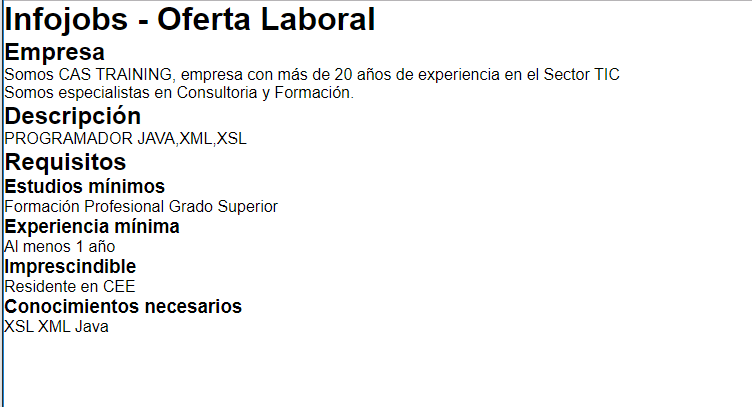 Infojobs - Oferta Laboral
Empresa
Somos CAS TRAINING, empresa con más de 20 años de experiencia en el Sector TIC
Somos especialistas en Consultoria y Formación.
Descripción
PROGRAMADOR JAVA,XML,XSL
Requisitos
Estudios mínimos
Formación Profesional Grado Superior
Experiencia mínima
Al menos 1 año
Imprescindible
Residente en CEE
Conocimientos necesarios
XSL XML Java